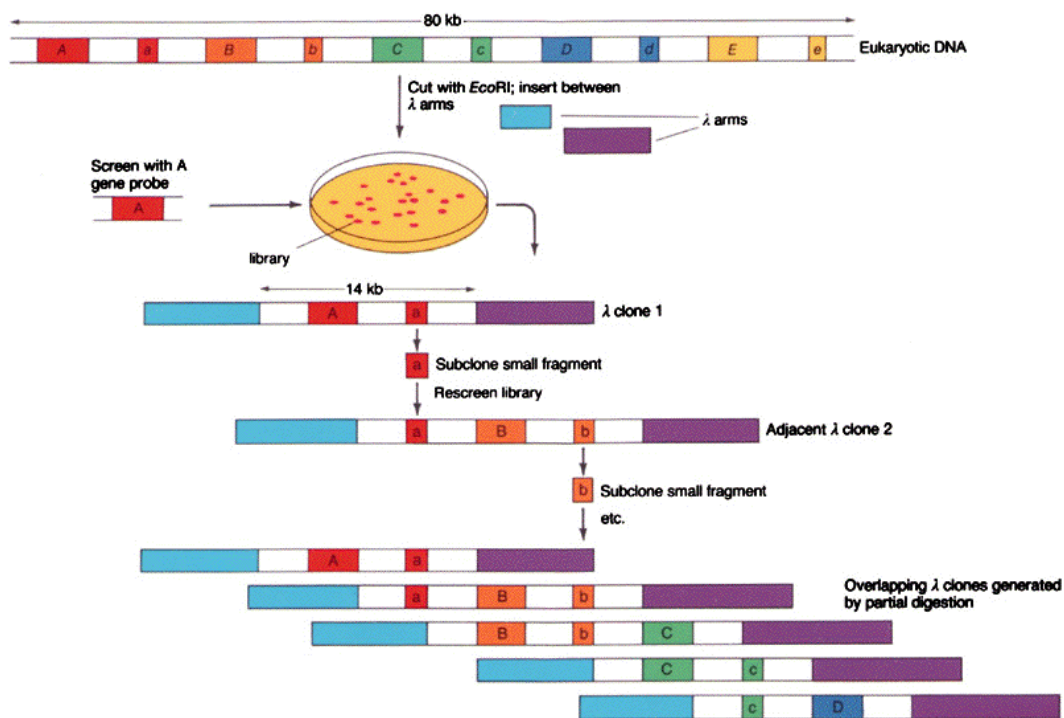 80 kb
A a B b C c D d E e Eukaryotic DNA
Cut with EcoRI; insert between
λ arms
λ arms
Screen with A
gene probe
A
library
14 kb
A a λ clone 1
a Subclone small fragment
Rescreen library
a B b Adjacent λ clone 2
b Subclone small fragment
etc.
A a
Overlapping λ clones generated
by partial digestion
a B b
B b C
C c
c D